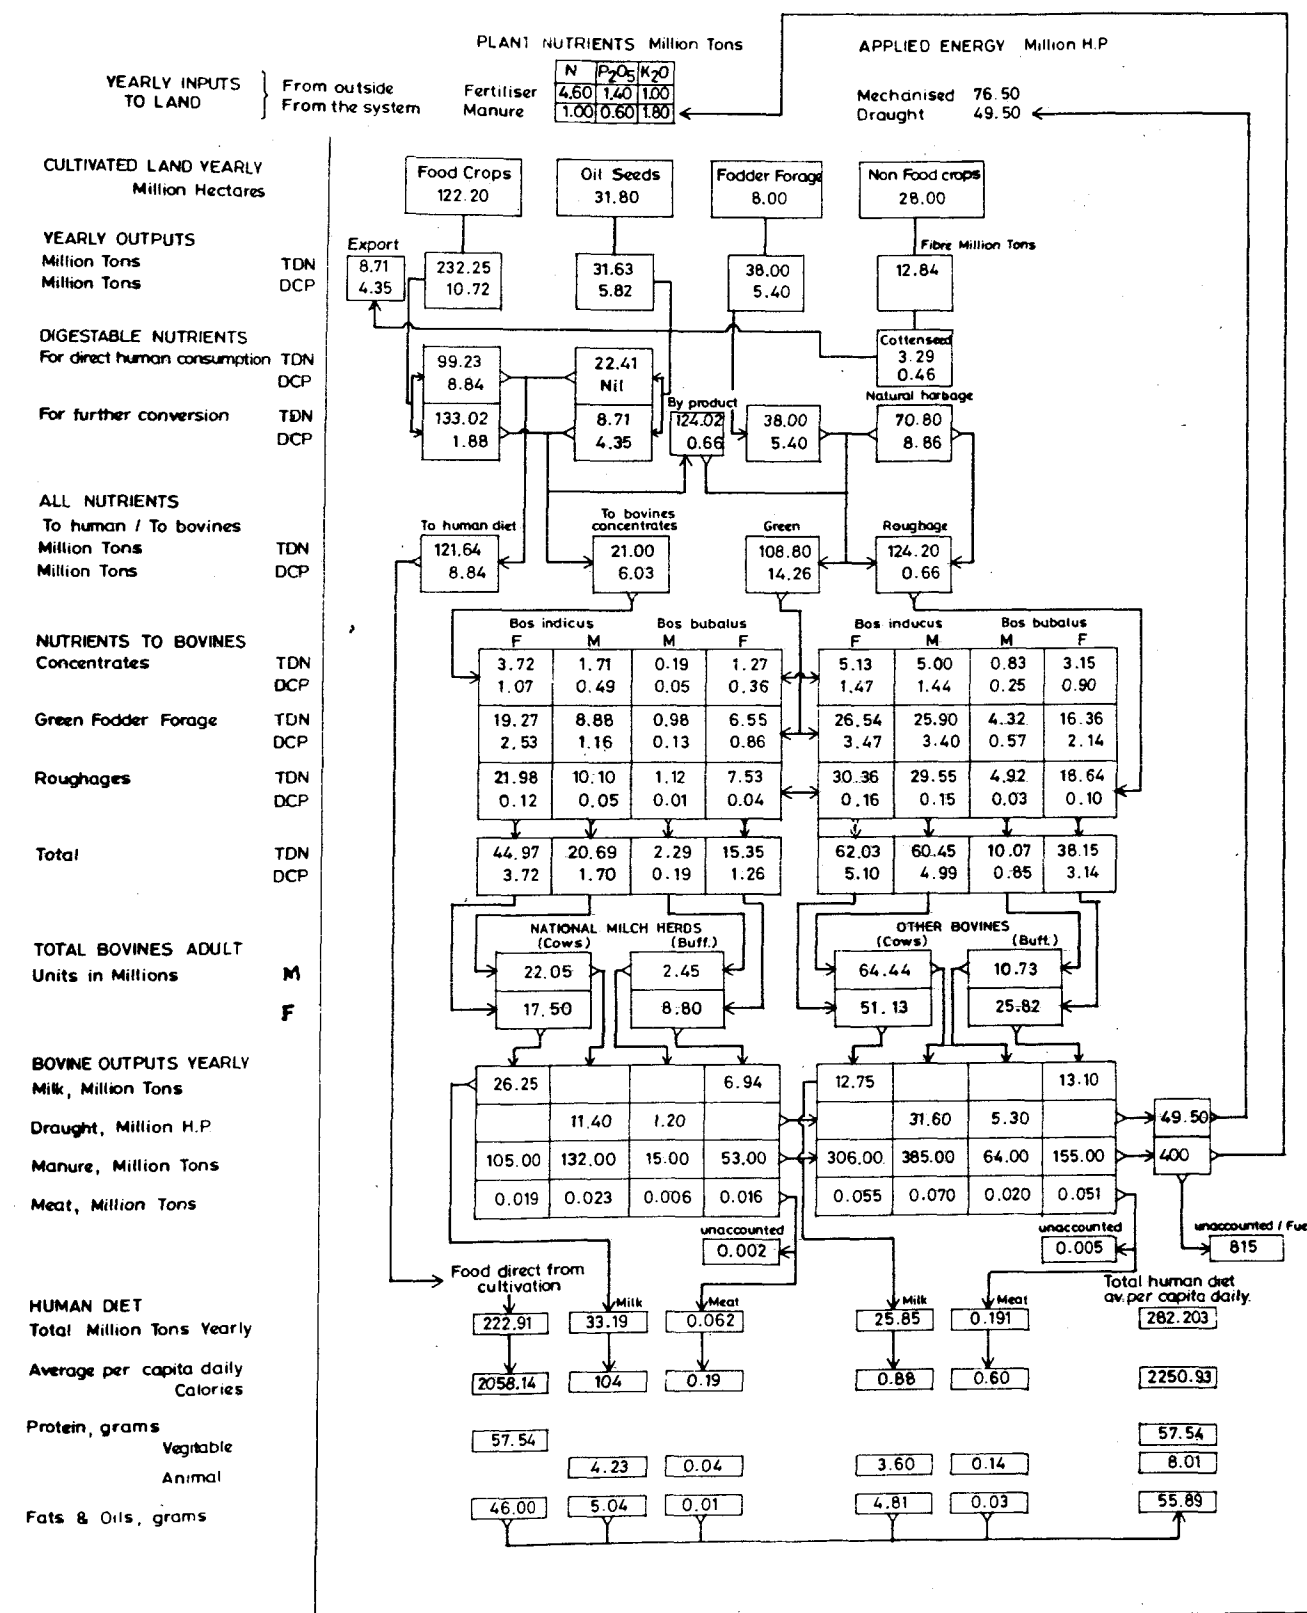 PLANT NUTRIENTS Million Tons
APPLIED ENERGY Million H.P
N P2O5 K2O
YEARLY INPUTS TO LAND
From outside Fertiliser 4.60 1.40 1.00
From the system Manure 1.00 0.60 1.80
Mechanised 76.50
Draught 49.50
CULTIVATED LAND YEARLY
Million Hectares
Food Crops 122.20
Oil Seeds 31.80
Fodder Forage 8.00
Non Food crops 28.00
YEARLY OUTPUTS
Export
Fibre Million Tons
Million Tons TDN 8.71 232.25 31.63 38.00 12.84
Million Tons DCP 4.35 10.72 5.82 5.40
DIGESTABLE NUTRIENTS
Cottenseed
3.29
0.46
For direct human consumption TDN 99.23 22.41
DCP 8.84 Nil
By product
Natural harbage
For further conversion TDN 133.02 8.71 124.02 38.00 70.80
DCP 1.88 4.35 0.66 5.40 8.86
ALL NUTRIENTS
To human / To bovines
To human diet
To bovines concentrates
Green
Roughage
Million Tons TDN 121.64 21.00 108.80 124.20
Million Tons DCP 8.84 6.03 14.26 0.66
Bos indicus Bos bubalus Bos inducus Bos bubalus
F M M F F M M F
NUTRIENTS TO BOVINES
Concentrates TDN 3.72 1.71 0.19 1.27 5.13 5.00 0.83 3.15
DCP 1.07 0.49 0.05 0.36 1.47 1.44 0.25 0.90
Green Fodder Forage TDN 19.27 8.88 0.98 6.55 26.54 25.90 4.32 16.36
DCP 2.53 1.16 0.13 0.86 3.47 3.40 0.57 2.14
Roughages TDN 21.98 10.10 1.12 7.53 30.36 29.55 4.92 18.64
DCP 0.12 0.05 0.01 0.04 0.16 0.15 0.03 0.10
Total TDN 44.97 20.69 2.29 15.35 62.03 60.45 10.07 38.15
DCP 3.72 1.70 0.19 1.26 5.10 4.99 0.85 3.14
NATIONAL MILCH HERDS
(Cows) (Buff.)
OTHER BOVINES
(Cows) (Buff.)
TOTAL BOVINES ADULT
Units in Millions M 22.05 2.45 64.44 10.73
F 17.50 8.80 51.13 25.82
BOVINE OUTPUTS YEARLY
Milk, Million Tons 26.25 6.94 12.75 13.10
Draught, Million H.P 11.40 1.20 31.60 5.30 49.50
Manure, Million Tons 105.00 132.00 15.00 53.00 306.00 385.00 64.00 155.00 400
Meat, Million Tons 0.019 0.023 0.006 0.016 0.055 0.070 0.020 0.051
unaccounted 0.002
unaccounted 0.005
unaccounted / Fue 815
Food direct from cultivation
Total human diet av. per capita daily.
HUMAN DIET
Milk Meat Milk Meat
Total Million Tons Yearly 222.91 33.19 0.062 25.85 0.191 282.203
Average per capita daily
Calories 2058.14 104 0.19 0.88 0.60 2250.93
Protein, grams
Vegitable 57.54 57.54
Animal 4.23 0.04 3.60 0.14 8.01
Fats & Oils, grams 46.00 5.04 0.01 4.81 0.03 55.89